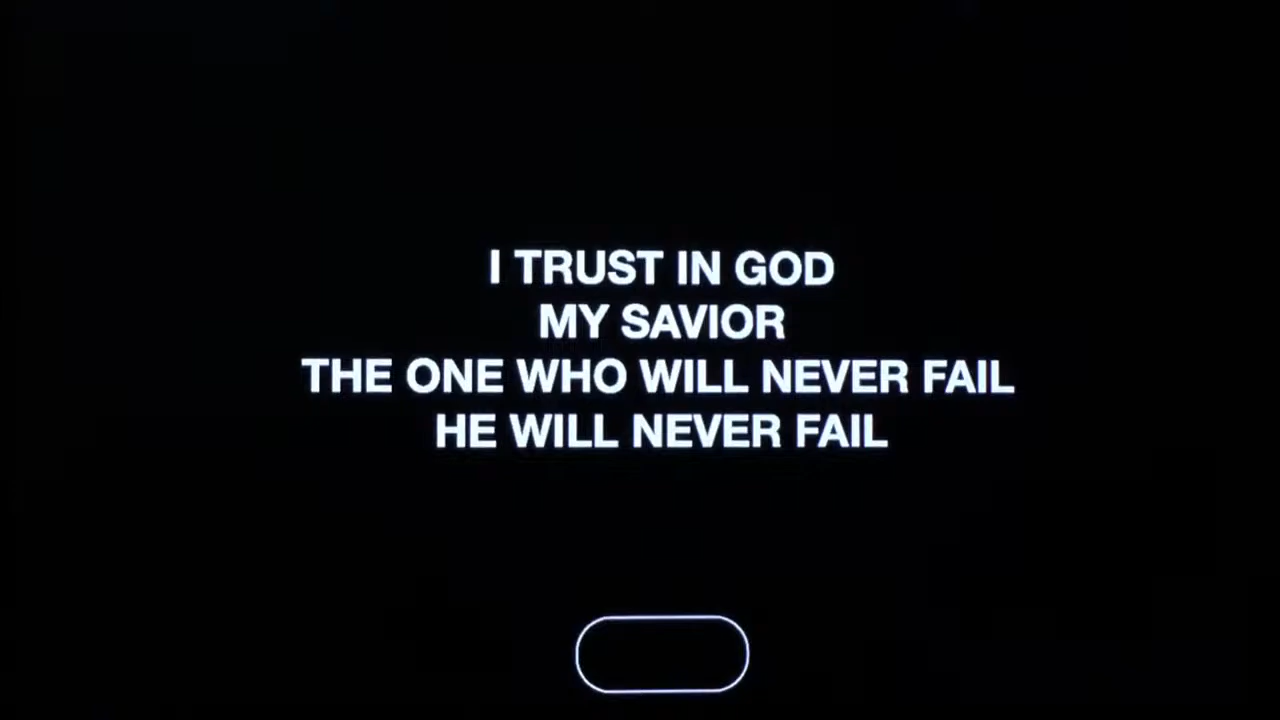 I TRUST IN GOD
MY SAVIOR
THE ONE WHO WILL NEVER FAIL
HE WILL NEVER FAIL